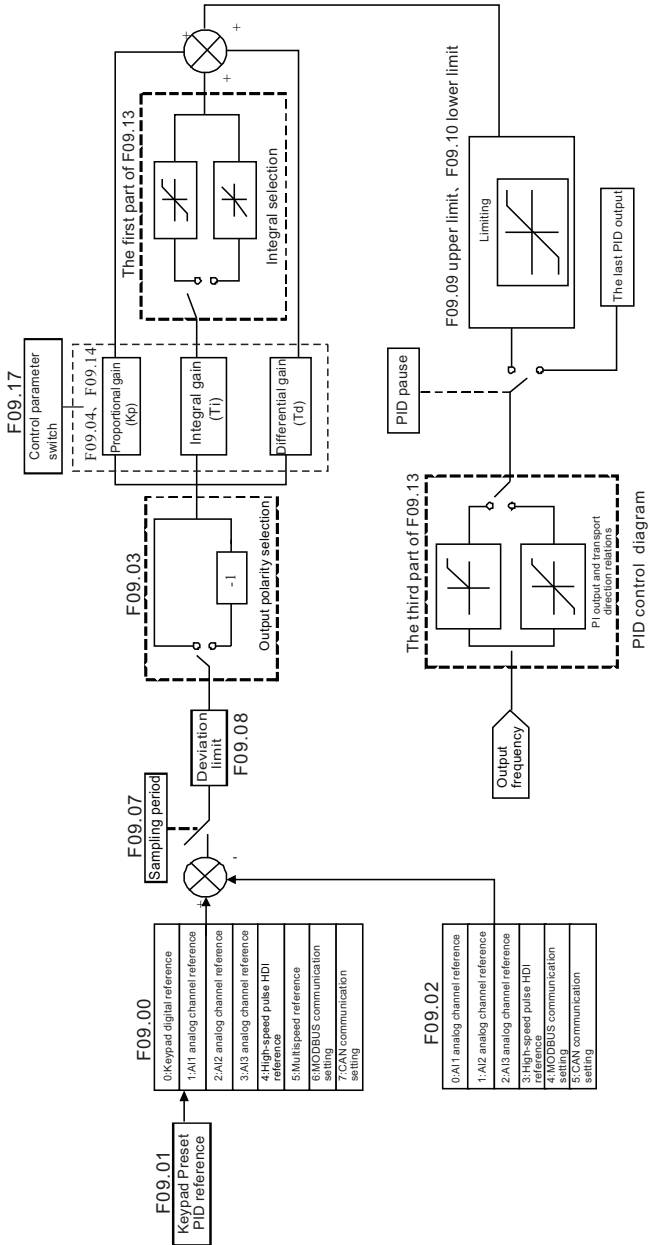 F09.01
Keypad Preset
PID reference
F09.00
0:Keypad digital reference
1:AI1 analog channel reference
2:AI2 analog channel reference
3:AI3 analog channel reference
4:High-speed pulse HDI
reference
5:Multispeed reference
6:MODBUS communication
setting
7:CAN communication
setting
+
-
F09.07
Sampling period
Deviation
limit
F09.08
F09.03
-1
Output polarity selection
F09.17
Control parameter
switch
F09.04、F09.14
Proportional gain
(Kp)
Integral gain
(Ti)
Differential gain
(Td)
The first part of F09.13
Integral selection
+
+
+
F09.02
0:AI1 analog channel reference
1:AI2 analog channel reference
2:AI3 analog channel reference
3:High-speed pulse HDI
reference
4:MODBUS communication
setting
5:CAN communication
setting
Output
frequency
The third part of F09.13
PI output and transport
direction relations
PID pause
F09.09 upper limit、F09.10 lower limit
Limiting
The last PID output
PID control diagram